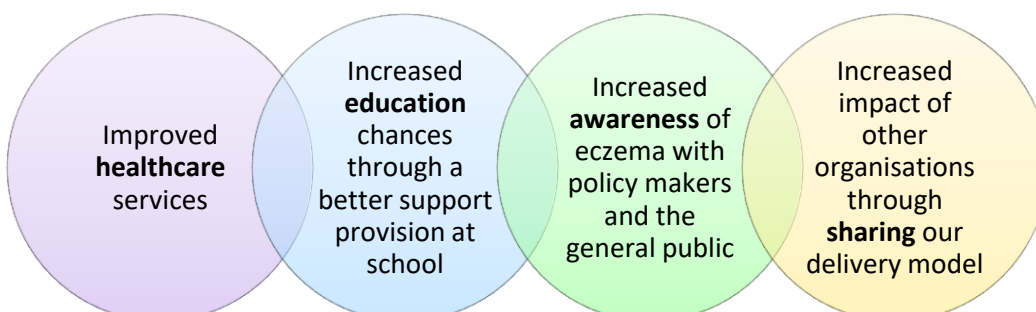 Improved
healthcare
services
Increased
education
chances
through a
better support
provision at
school
Increased
awareness of
eczema with
policy makers
and the
general public
Increased
impact of
other
organisations
through
sharing our
delivery model